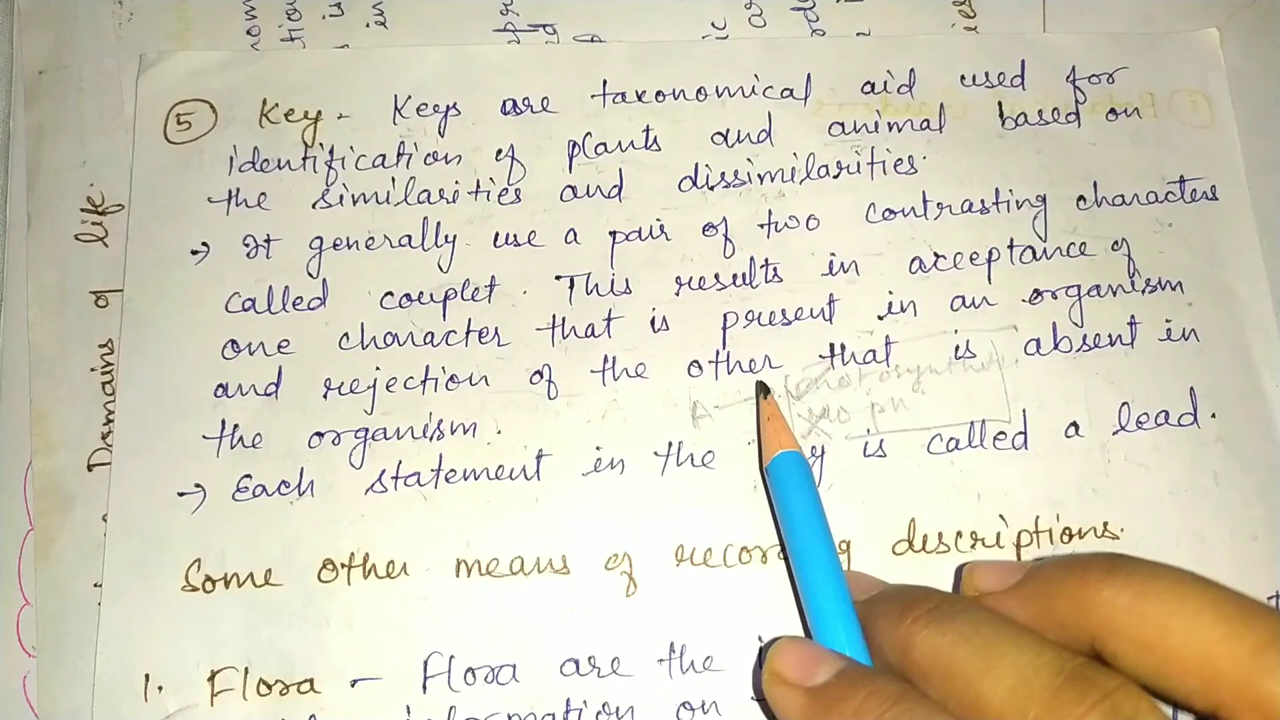 ⑤ Key - Keys are taxonomical aid used for
identification of plants and animal based on
the similarities and dissimilarities.
→ It generally use a pair of two contrasting characters
called couplet. This results in acceptance of
one character that is present in an organism
and rejection of the other that is absent in
the organism.
→ Each statement in the is called a lead.
Some other means of descriptions.
1. Flora - Flora are the
information on
Domains of life.